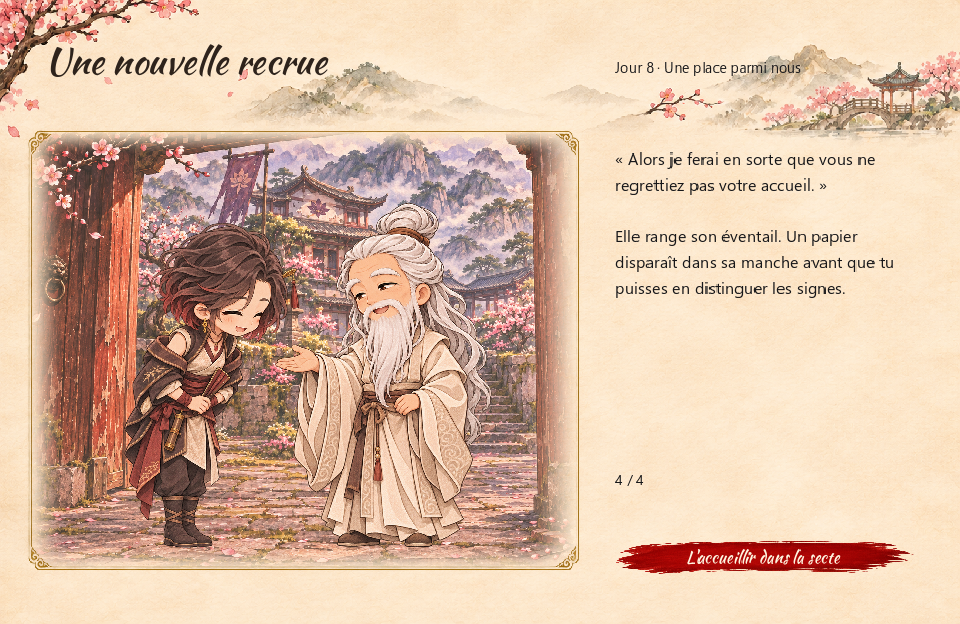 Une nouvelle recrue
Jour 8 · Une place parmi nous
« Alors je ferai en sorte que vous ne
regrettiez pas votre accueil. »
Elle range son éventail. Un papier
disparaît dans sa manche avant que tu
puisses en distinguer les signes.
4 / 4
L'accueillir dans la secte